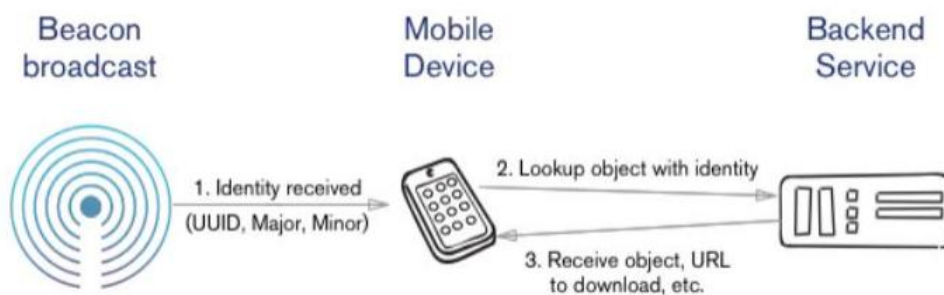 Beacon
broadcast
Mobile
Device
Backend
Service
1. Identity received
(UUID, Major, Minor)
2. Lookup object with identity
3. Receive object, URL
to download, etc.